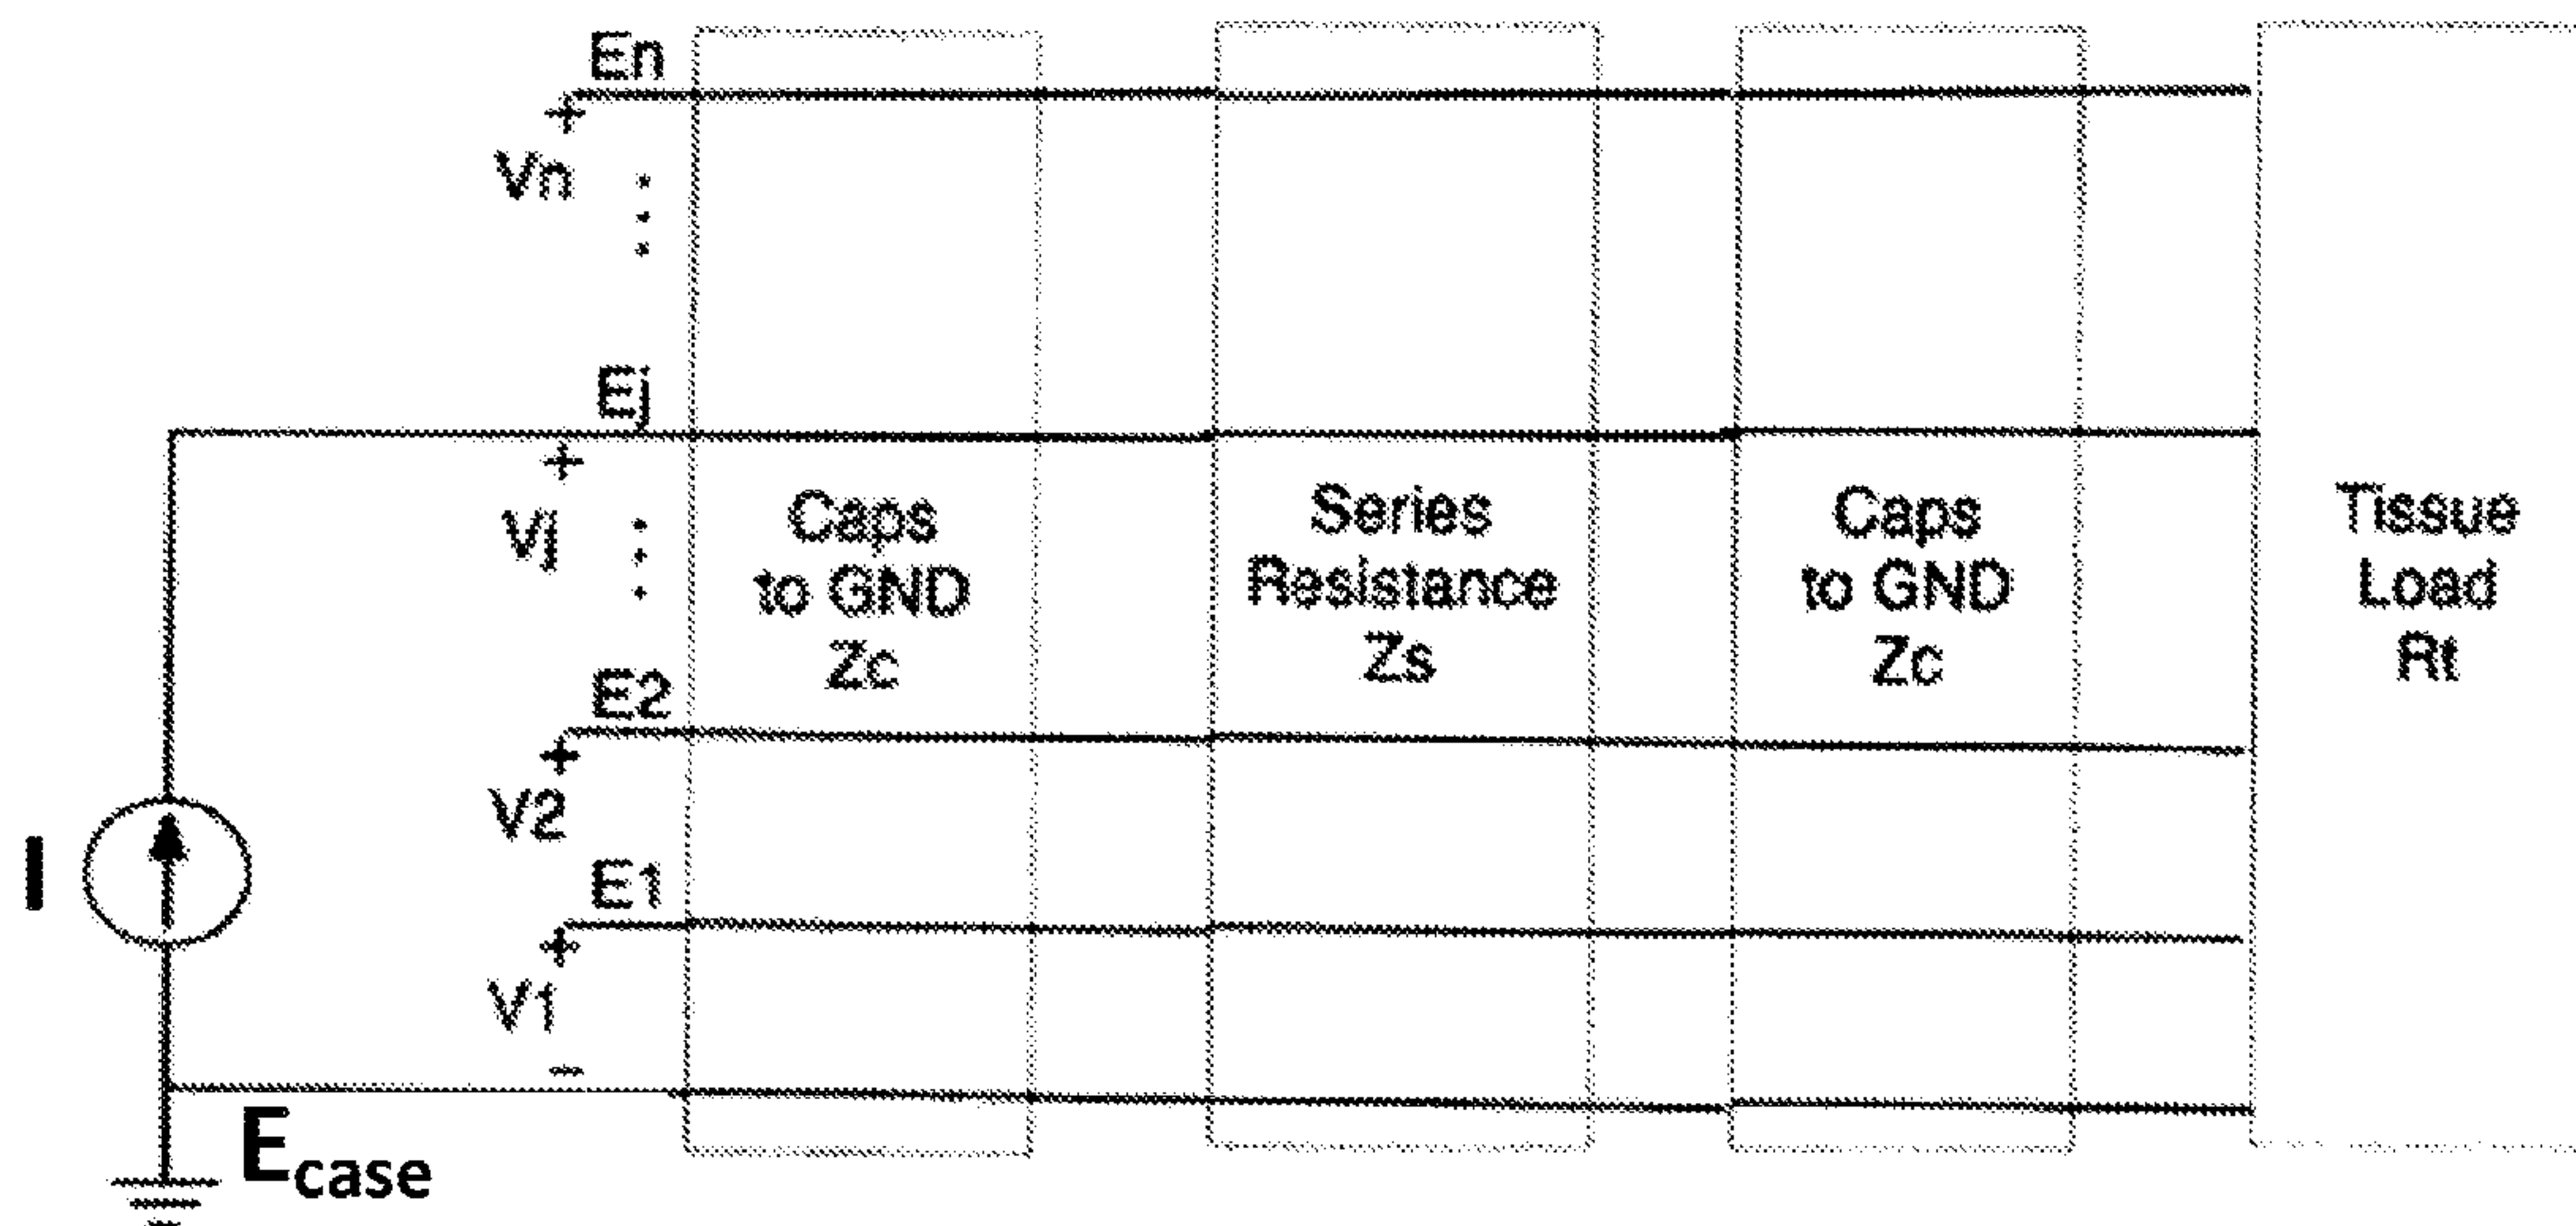 En
+
Vn
Ej
+
Vj
Caps
to GND
Zc
Series
Resistance
Zs
Caps
to GND
Zc
Tissue
Load
Rt
E2
+
V2
I
E1
+
V1
-
Ecase